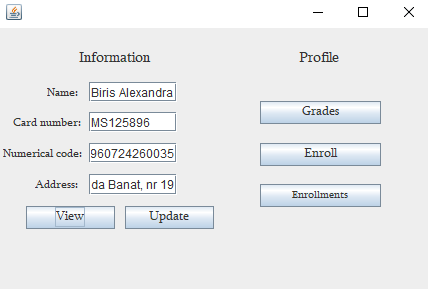 Information
Profile
Name:
Biris Alexandra
Grades
Card number:
MS125896
Numerical code:
960724260035
Enroll
Address:
da Banat, nr 19
Enrollments
View
Update